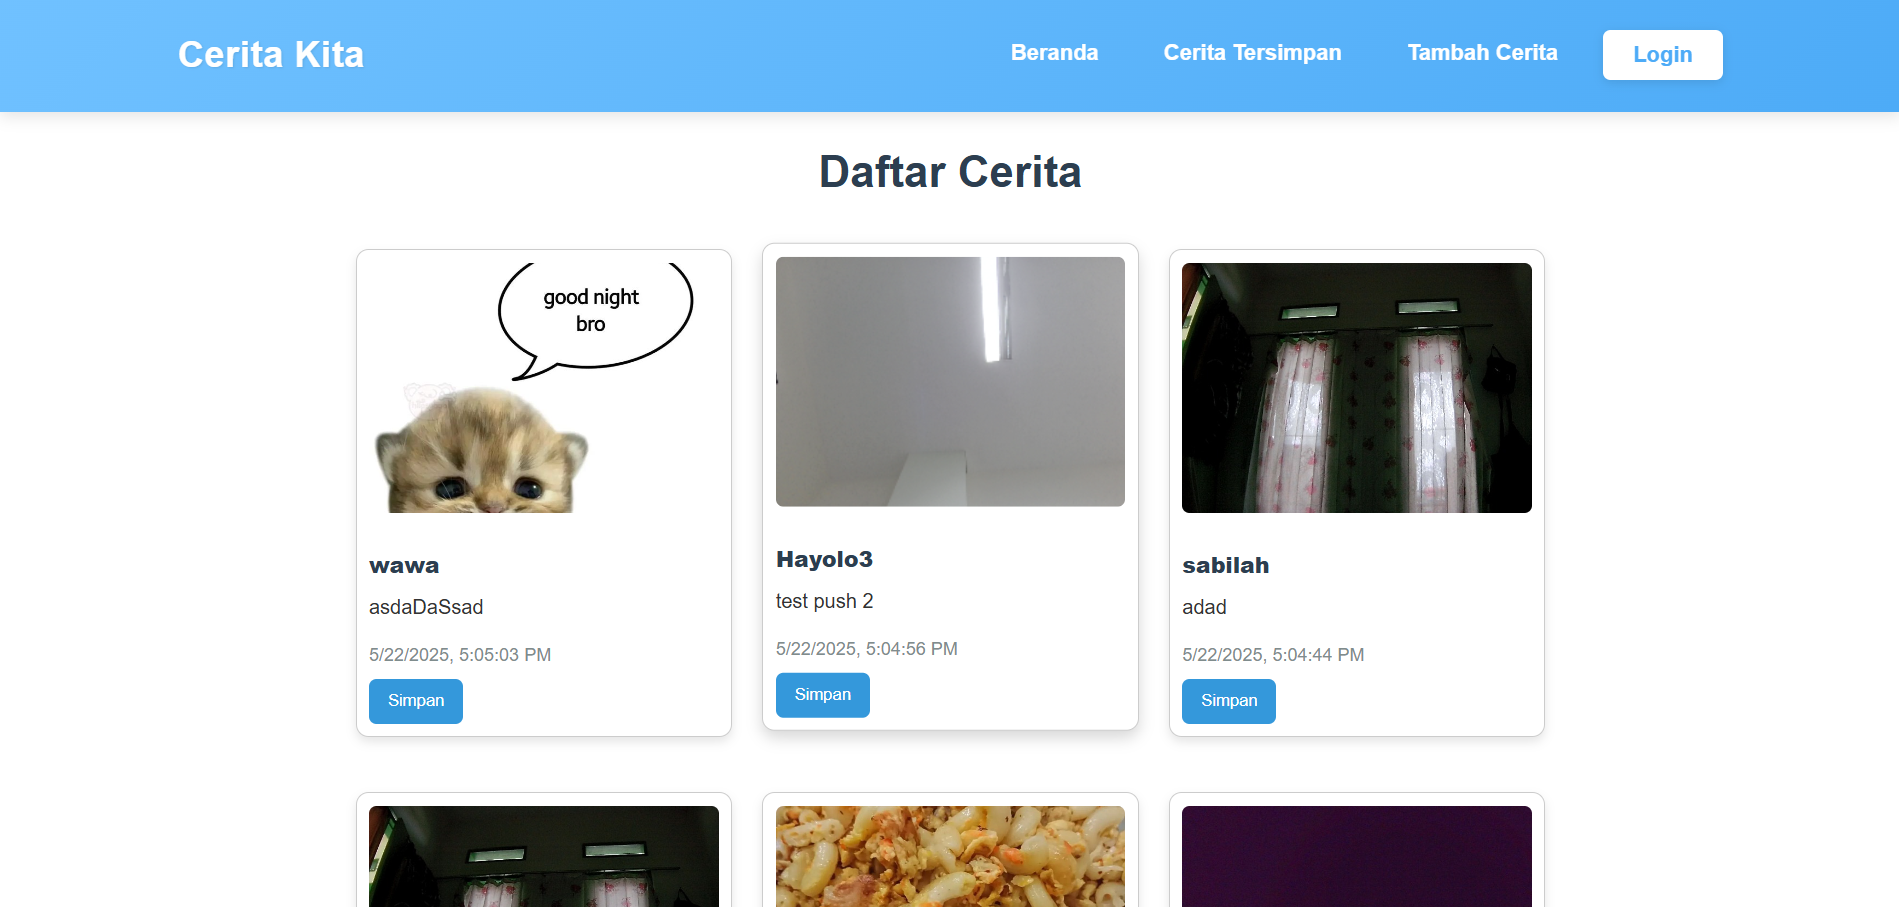 Cerita Kita
Beranda
Cerita Tersimpan
Tambah Cerita
Login
Daftar Cerita
good night
bro
wawa
asdaDaSsad
5/22/2025, 5:05:03 PM
Simpan
Hayolo3
test push 2
5/22/2025, 5:04:56 PM
Simpan
sabilah
adad
5/22/2025, 5:04:44 PM
Simpan